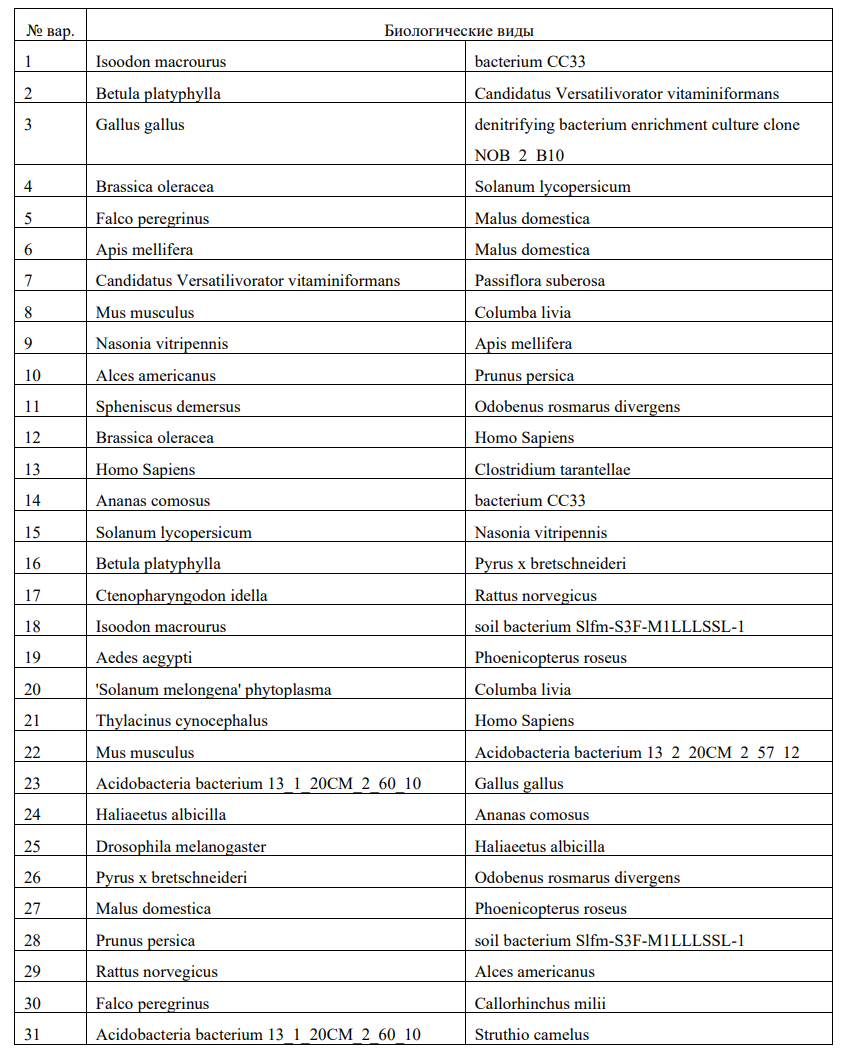 № вар. Биологические виды
1 Isoodon macrourus bacterium CC33
2 Betula platyphylla Candidatus Versatilivorator vitaminiformans
3 Gallus gallus denitrifying bacterium enrichment culture clone
NOB_2_B10
4 Brassica oleracea Solanum lycopersicum
5 Falco peregrinus Malus domestica
6 Apis mellifera Malus domestica
7 Candidatus Versatilivorator vitaminiformans Passiflora suberosa
8 Mus musculus Columba livia
9 Nasonia vitripennis Apis mellifera
10 Alces americanus Prunus persica
11 Spheniscus demersus Odobenus rosmarus divergens
12 Brassica oleracea Homo Sapiens
13 Homo Sapiens Clostridium tarantellae
14 Ananas comosus bacterium CC33
15 Solanum lycopersicum Nasonia vitripennis
16 Betula platyphylla Pyrus x bretschneideri
17 Ctenopharyngodon idella Rattus norvegicus
18 Isoodon macrourus soil bacterium Slfm-S3F-M1LLLSSL-1
19 Aedes aegypti Phoenicopterus roseus
20 'Solanum melongena' phytoplasma Columba livia
21 Thylacinus cynocephalus Homo Sapiens
22 Mus musculus Acidobacteria bacterium 13_2_20CM_2_57_12
23 Acidobacteria bacterium 13_1_20CM_2_60_10 Gallus gallus
24 Haliaeetus albicilla Ananas comosus
25 Drosophila melanogaster Haliaeetus albicilla
26 Pyrus x bretschneideri Odobenus rosmarus divergens
27 Malus domestica Phoenicopterus roseus
28 Prunus persica soil bacterium Slfm-S3F-M1LLLSSL-1
29 Rattus norvegicus Alces americanus
30 Falco peregrinus Callorhinchus milii
31 Acidobacteria bacterium 13_1_20CM_2_60_10 Struthio camelus